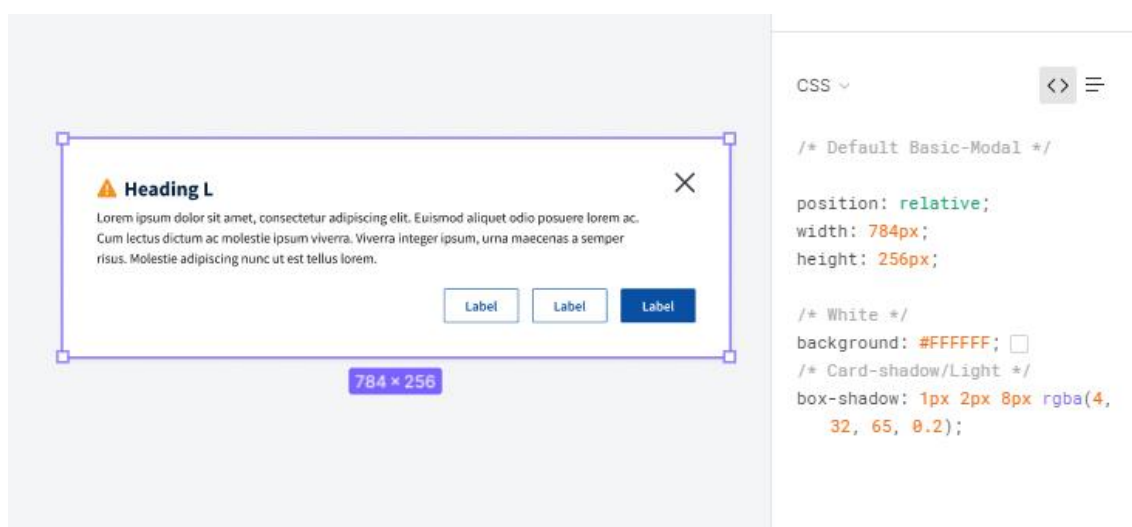 Heading L
Lorem ipsum dolor sit amet, consectetur adipiscing elit. Euismod aliquet odio posuere lorem ac.
Cum lectus dictum ac molestie ipsum viverra. Viverra integer ipsum, urna maecenas a semper
risus. Molestie adipiscing nunc ut est tellus lorem.
Label Label Label
784 × 256
CSS
/* Default Basic-Modal */
position: relative;
width: 784px;
height: 256px;
/* White */
background: #FFFFFF;
/* Card-shadow/Light */
box-shadow: 1px 2px 8px rgba(4,
32, 65, 0.2);